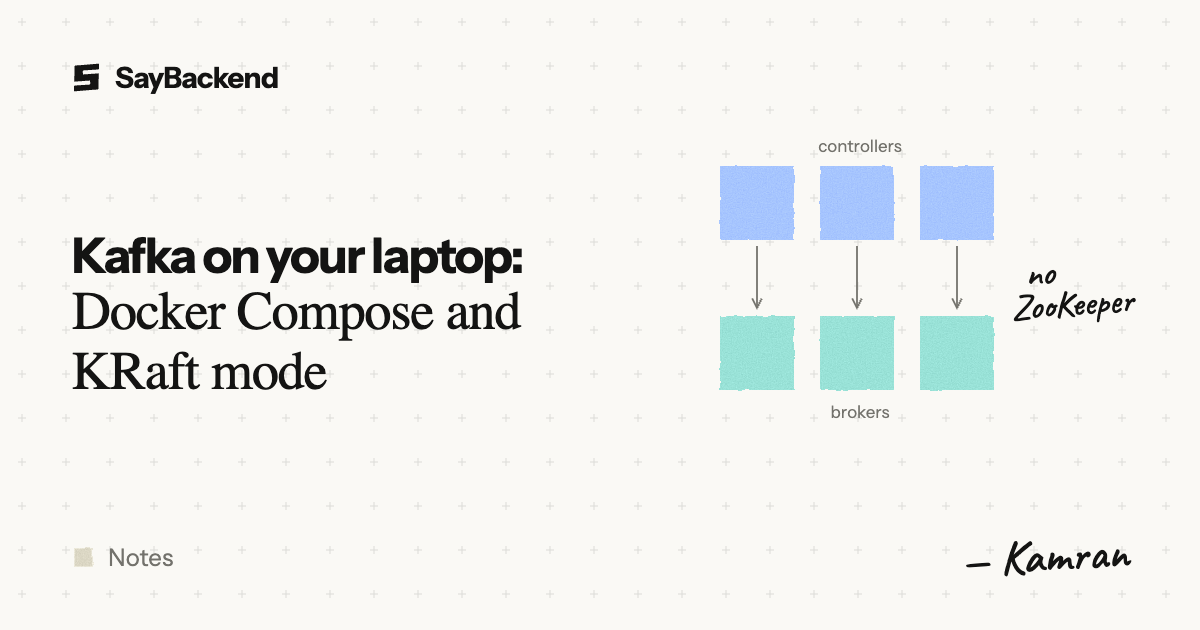 SayBackend
Kafka on your laptop:
Docker Compose and
KRaft mode
controllers
brokers
no
ZooKeeper
Notes
— Kamran